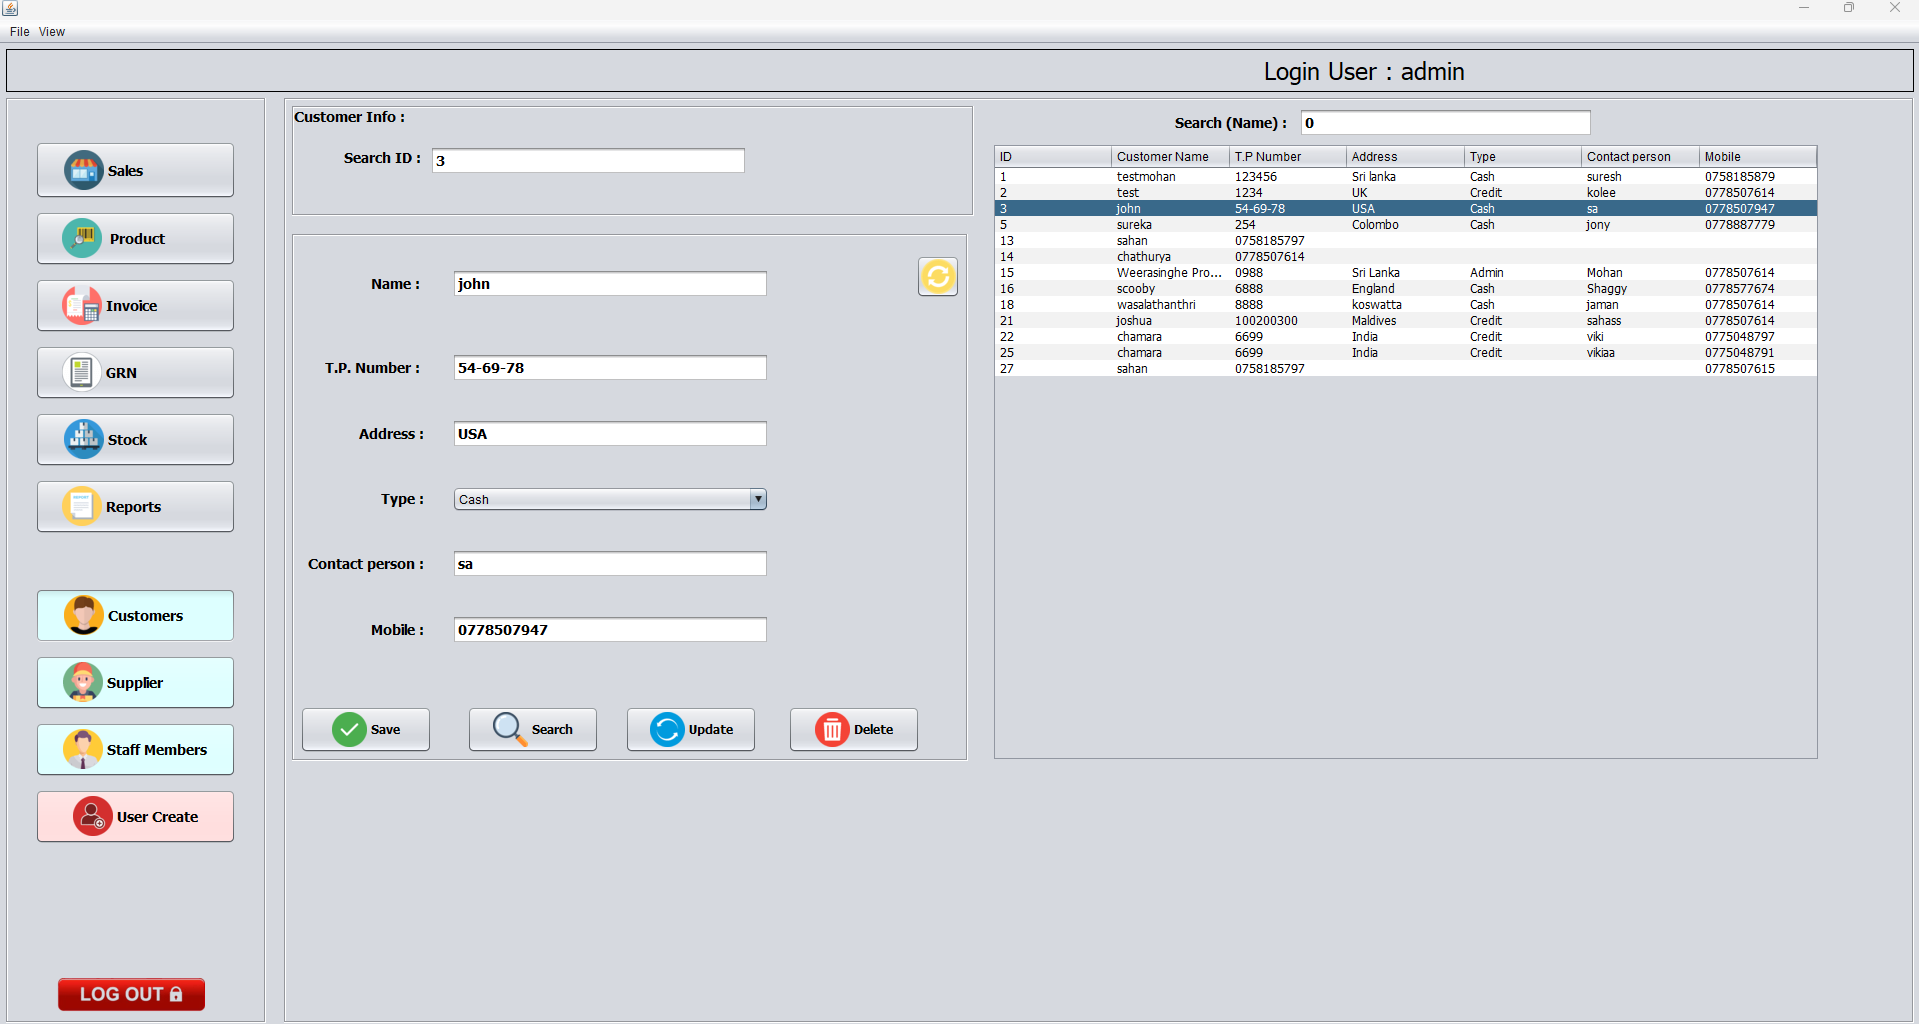 File View
Login User : admin
Sales
Product
Invoice
GRN
Stock
Reports
Customers
Supplier
Staff Members
User Create
LOG OUT
Customer Info :
Search ID : 3
Name : john
T.P. Number : 54-69-78
Address : USA
Type : Cash
Contact person : sa
Mobile : 0778507947
Save Search Update Delete
Search (Name) : 0
ID Customer Name T.P Number Address Type Contact person Mobile
1 testmohan 123456 Sri lanka Cash suresh 0758185879
2 test 1234 UK Credit kolee 0778507614
3 john 54-69-78 USA Cash sa 0778507947
5 sureka 254 Colombo Cash jony 0778887779
13 sahan 0758185797
14 chathurya 0778507614
15 Weerasinghe Pro... 0988 Sri Lanka Admin Mohan 0778507614
16 scooby 6888 England Cash Shaggy 0778577674
18 wasalathanthri 8888 koswatta Cash jaman 0778507614
21 joshua 100200300 Maldives Credit sahass 0778507614
22 chamara 6699 India Credit viki 0775048797
25 chamara 6699 India Credit vikiaa 0775048791
27 sahan 0758185797 0778507615